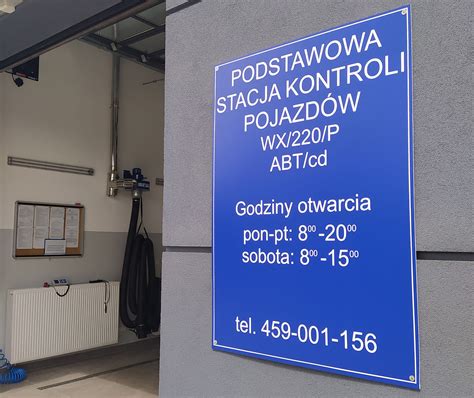 PODSTAWOWA
STACJA KONTROLI
POJAZDÓW
WX/220/P
ABT/cd
Godziny otwarcia
pon-pt: 8⁰⁰-20⁰⁰
sobota: 8⁰⁰-15⁰⁰
tel. 459-001-156